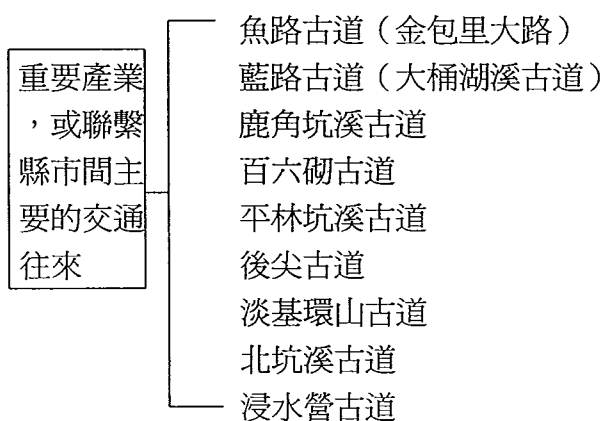 重要產業
，或聯繫
縣市間主
要的交通
往來
魚路古道（金包里大路）
藍路古道（大桶湖溪古道）
鹿角坑溪古道
百六砌古道
平林坑溪古道
後尖古道
淡基環山古道
北坑溪古道
浸水營古道